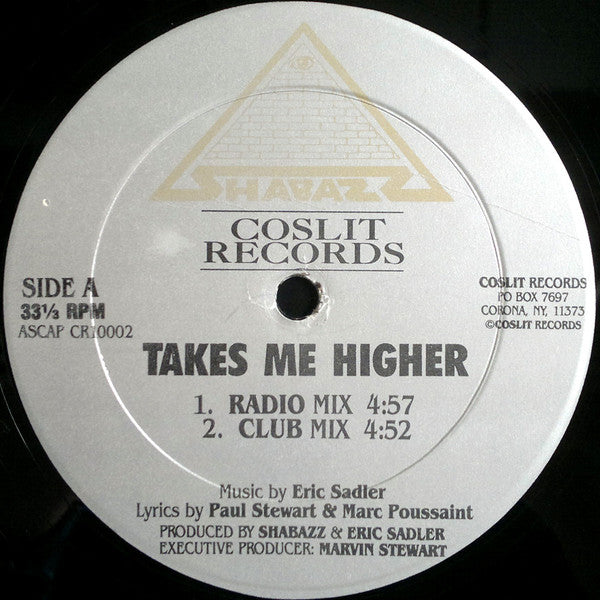 SHABAZZ
COSLIT
RECORDS
SIDE A
33⅓ RPM
ASCAP CR10002
COSLIT RECORDS
PO BOX 7697
CORONA, NY, 11373
©COSLIT RECORDS
TAKES ME HIGHER
1. RADIO MIX 4:57
2. CLUB MIX 4:52
Music by Eric Sadler
Lyrics by Paul Stewart & Marc Poussaint
PRODUCED BY SHABAZZ & ERIC SADLER
EXECUTIVE PRODUCER: MARVIN STEWART